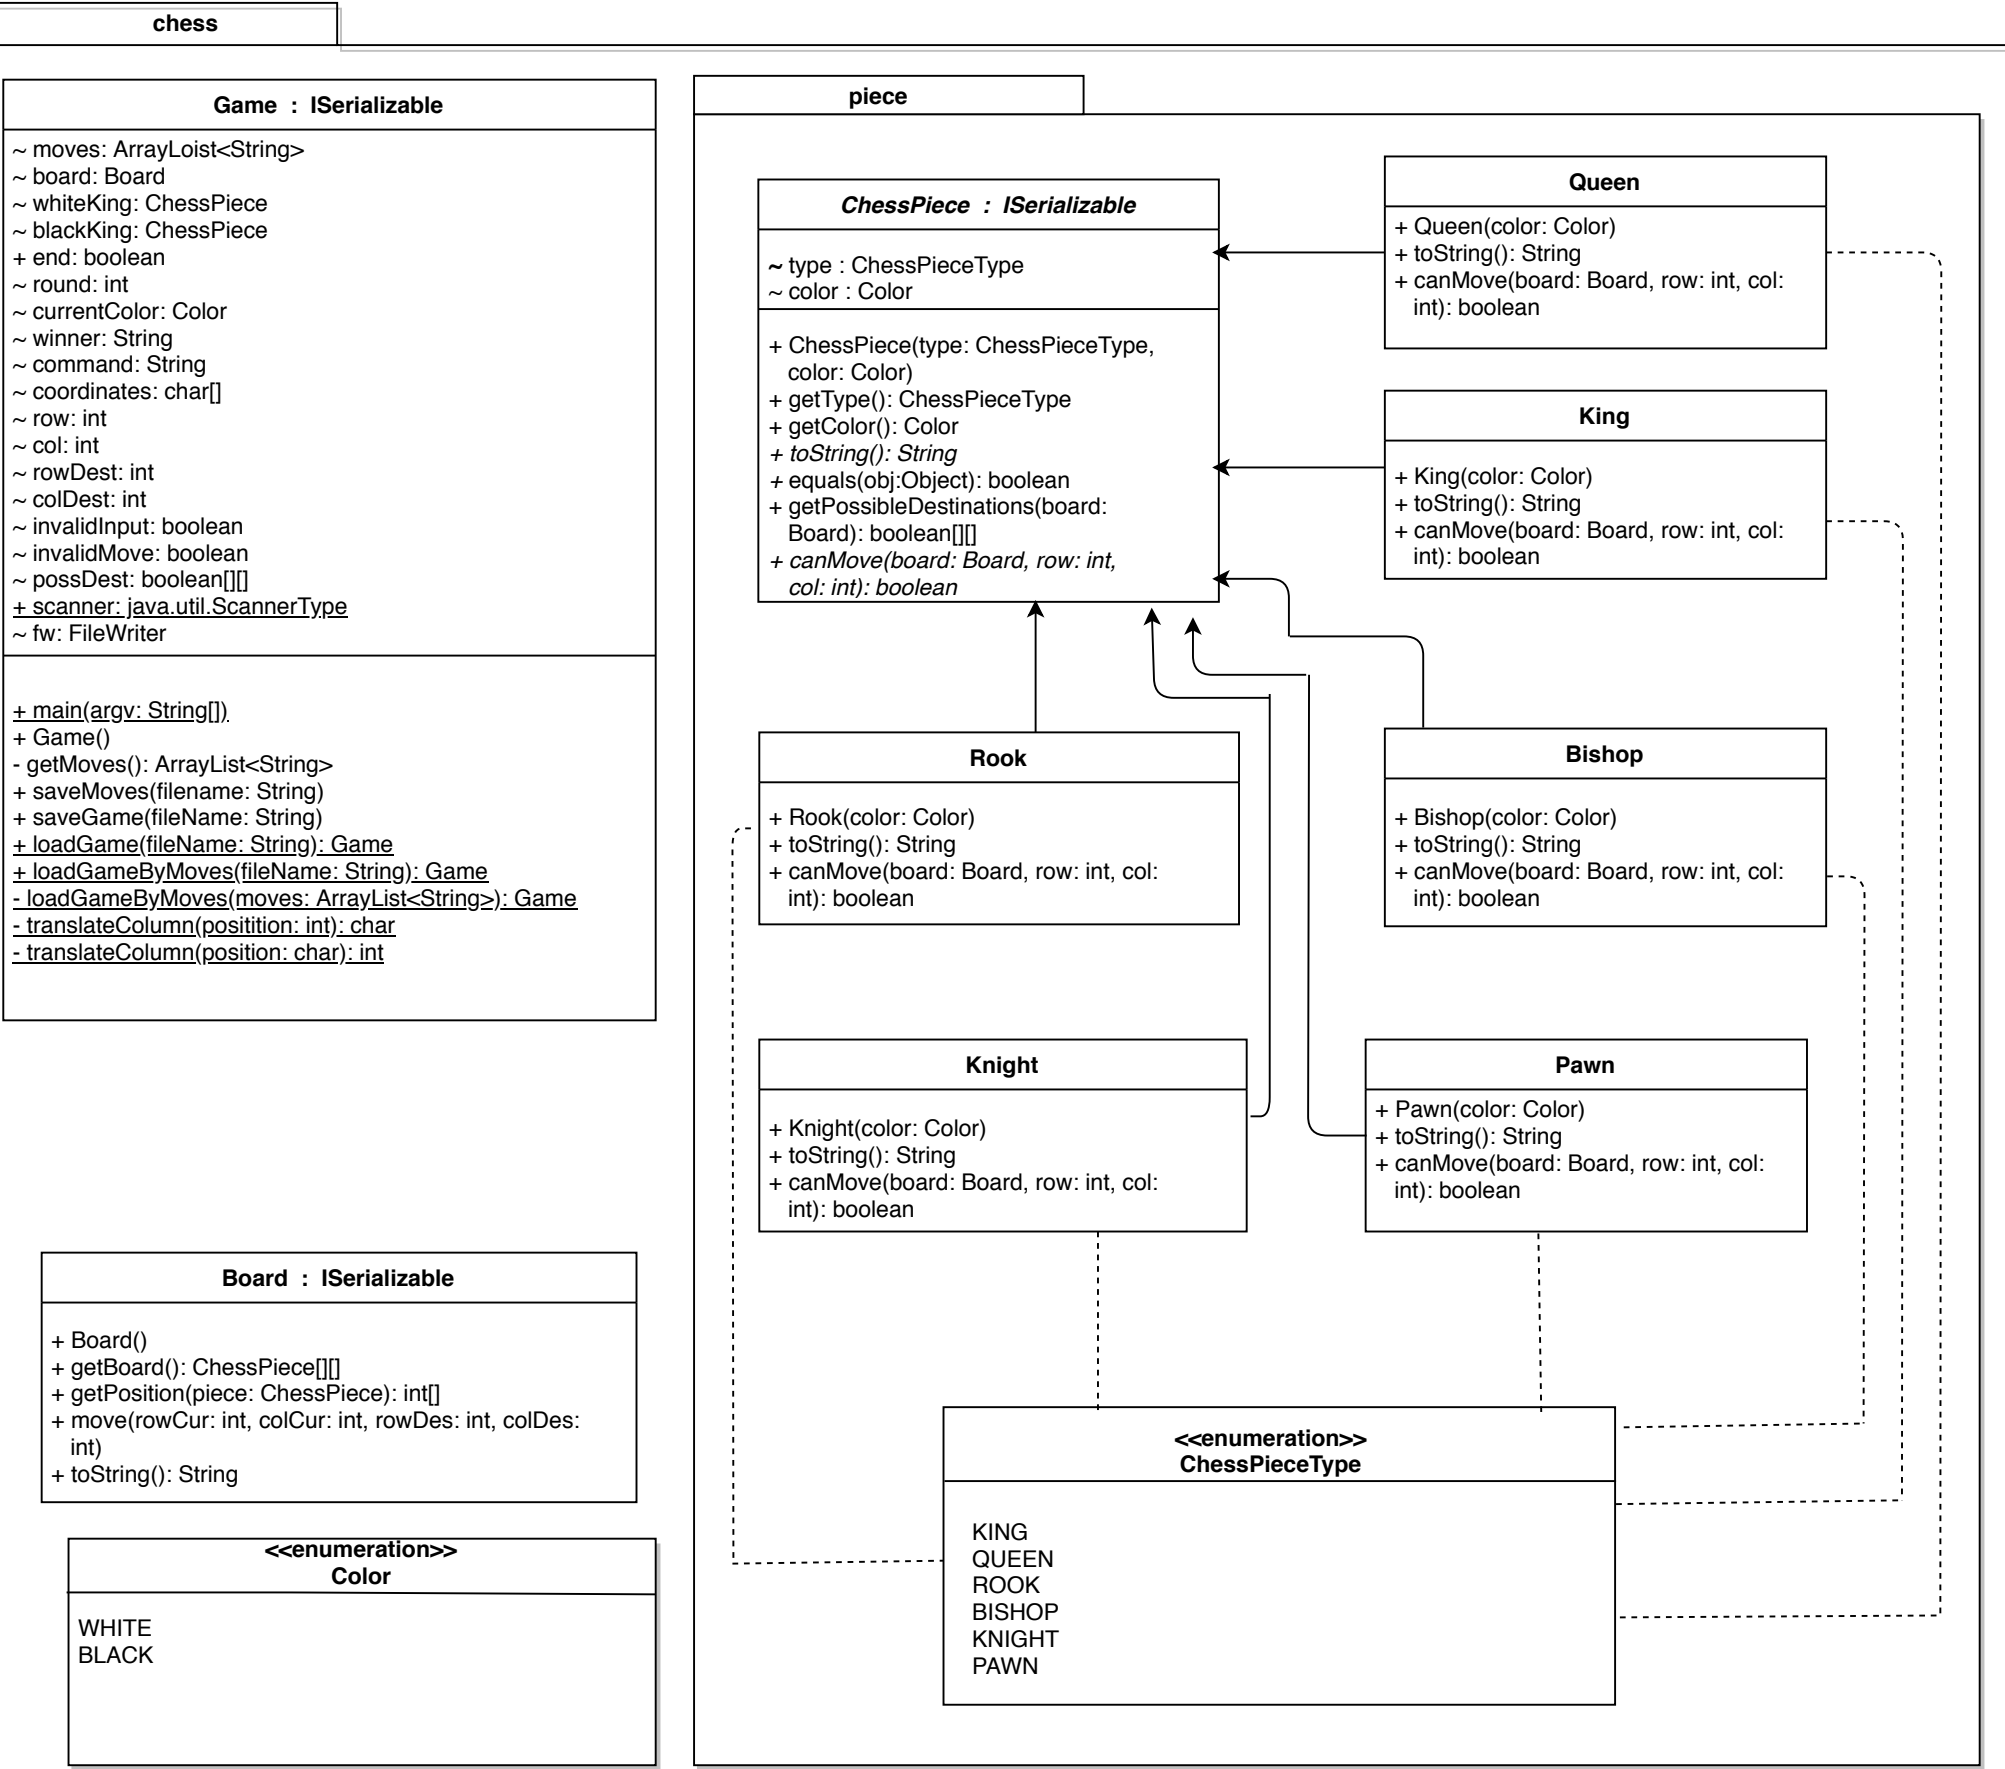 chess
Game : ISerializable
~ moves: ArrayLoist<String>
~ board: Board
~ whiteKing: ChessPiece
~ blackKing: ChessPiece
+ end: boolean
~ round: int
~ currentColor: Color
~ winner: String
~ command: String
~ coordinates: char[]
~ row: int
~ col: int
~ rowDest: int
~ colDest: int
~ invalidInput: boolean
~ invalidMove: boolean
~ possDest: boolean[][]
+ scanner: java.util.ScannerType
~ fw: FileWriter
+ main(argv: String[])
+ Game()
- getMoves(): ArrayList<String>
+ saveMoves(filename: String)
+ saveGame(fileName: String)
+ loadGame(fileName: String): Game
+ loadGameByMoves(fileName: String): Game
- loadGameByMoves(moves: ArrayList<String>): Game
- translateColumn(positition: int): char
- translateColumn(position: char): int
Board : ISerializable
+ Board()
+ getBoard(): ChessPiece[][]
+ getPosition(piece: ChessPiece): int[]
+ move(rowCur: int, colCur: int, rowDes: int, colDes:
int)
+ toString(): String
<<enumeration>>
Color
WHITE
BLACK
piece
ChessPiece : ISerializable
~ type : ChessPieceType
~ color : Color
+ ChessPiece(type: ChessPieceType,
color: Color)
+ getType(): ChessPieceType
+ getColor(): Color
+ toString(): String
+ equals(obj:Object): boolean
+ getPossibleDestinations(board:
Board): boolean[][]
+ canMove(board: Board, row: int,
col: int): boolean
Queen
+ Queen(color: Color)
+ toString(): String
+ canMove(board: Board, row: int, col:
int): boolean
King
+ King(color: Color)
+ toString(): String
+ canMove(board: Board, row: int, col:
int): boolean
Rook
+ Rook(color: Color)
+ toString(): String
+ canMove(board: Board, row: int, col:
int): boolean
Bishop
+ Bishop(color: Color)
+ toString(): String
+ canMove(board: Board, row: int, col:
int): boolean
Knight
+ Knight(color: Color)
+ toString(): String
+ canMove(board: Board, row: int, col:
int): boolean
Pawn
+ Pawn(color: Color)
+ toString(): String
+ canMove(board: Board, row: int, col:
int): boolean
<<enumeration>>
ChessPieceType
KING
QUEEN
ROOK
BISHOP
KNIGHT
PAWN